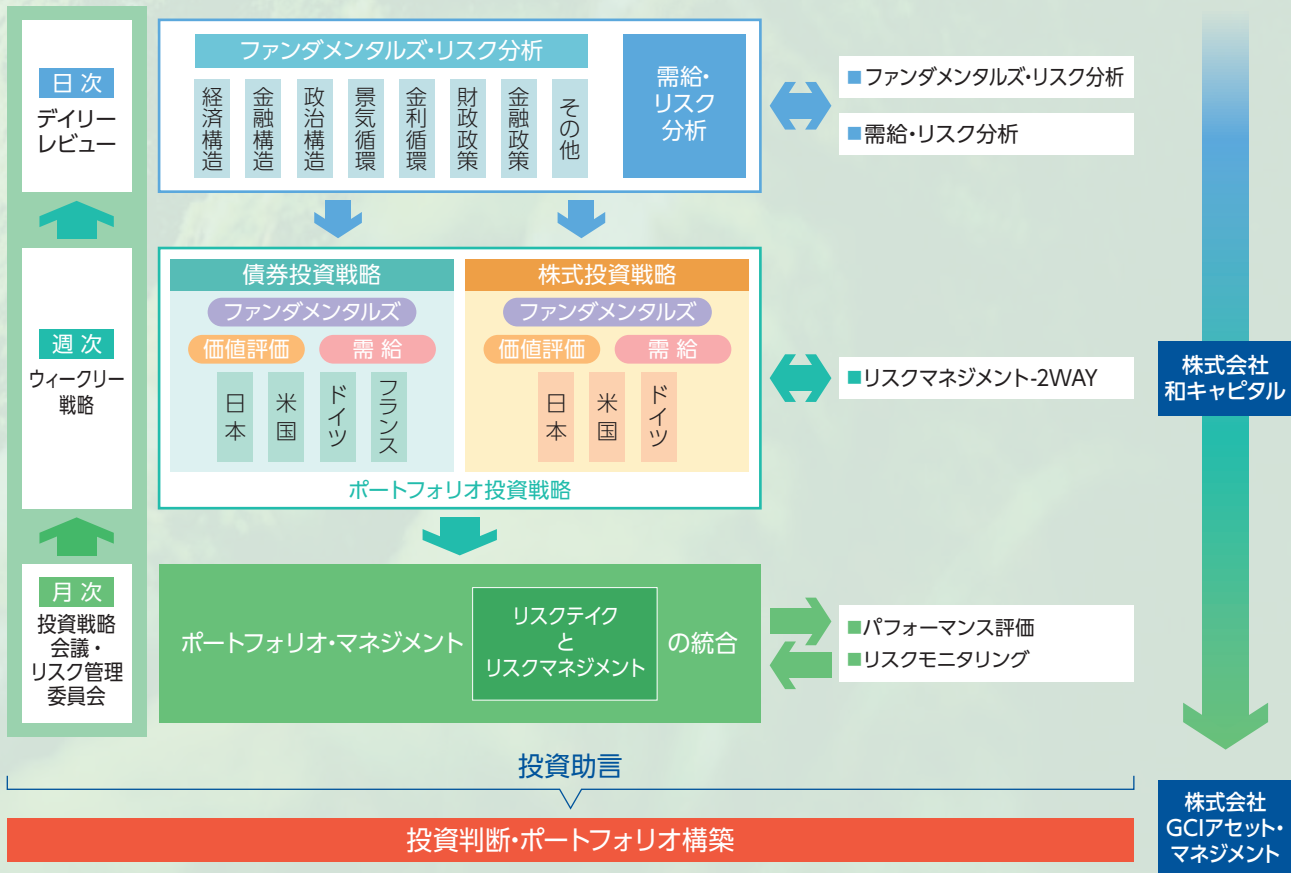 日次
デイリー
レビュー
ファンダメンタルズ・リスク分析
経済構造
金融構造
政治構造
景気循環
金利循環
財政政策
金融政策
その他
需給・
リスク
分析
■ファンダメンタルズ・リスク分析
■需給・リスク分析
週次
ウィークリー
戦略
債券投資戦略
ファンダメンタルズ
価値評価
需給
日本
米国
ドイツ
フランス
株式投資戦略
ファンダメンタルズ
価値評価
需給
日本
米国
ドイツ
ポートフォリオ投資戦略
■リスクマネジメント-2WAY
株式会社
和キャピタル
月次
投資戦略
会議・
リスク管理
委員会
ポートフォリオ・マネジメント
リスクテイク
と
リスクマネジメント
の統合
■パフォーマンス評価
■リスクモニタリング
投資助言
投資判断・ポートフォリオ構築
株式会社
GCIアセット・
マネジメント